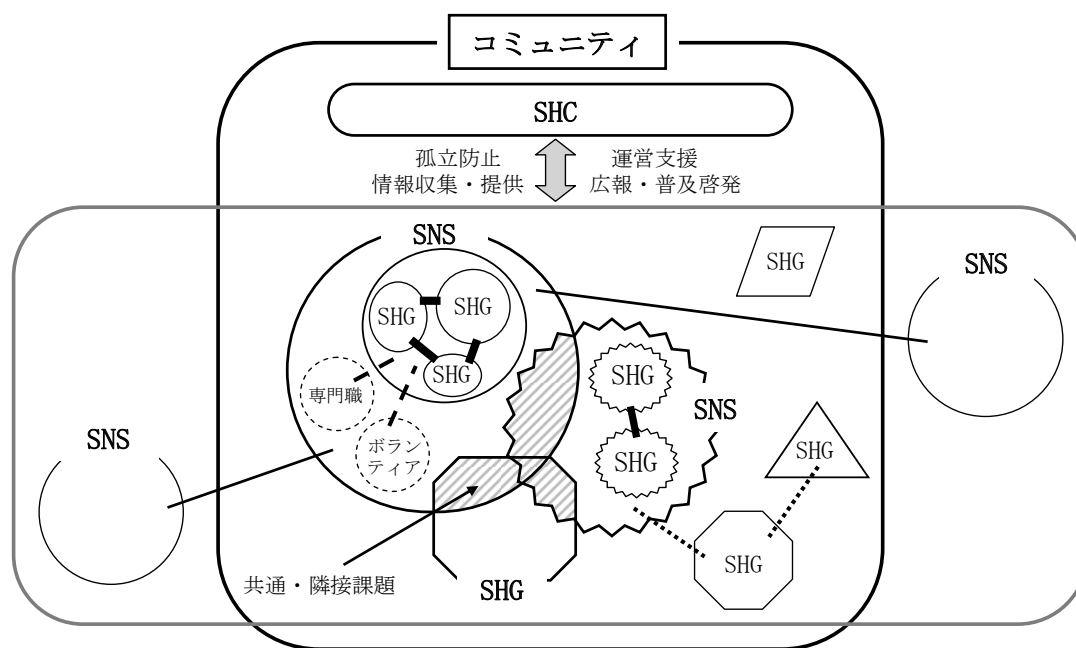 コミュニティ
SHC
孤立防止
情報収集・提供
運営支援
広報・普及啓発
SNS
SHG
SHG
SHG
専門職
ボラン
ティア
SHG
SNS
SHG
SHG
SNS
SHG
SHG
SNS
共通・隣接課題
SHG